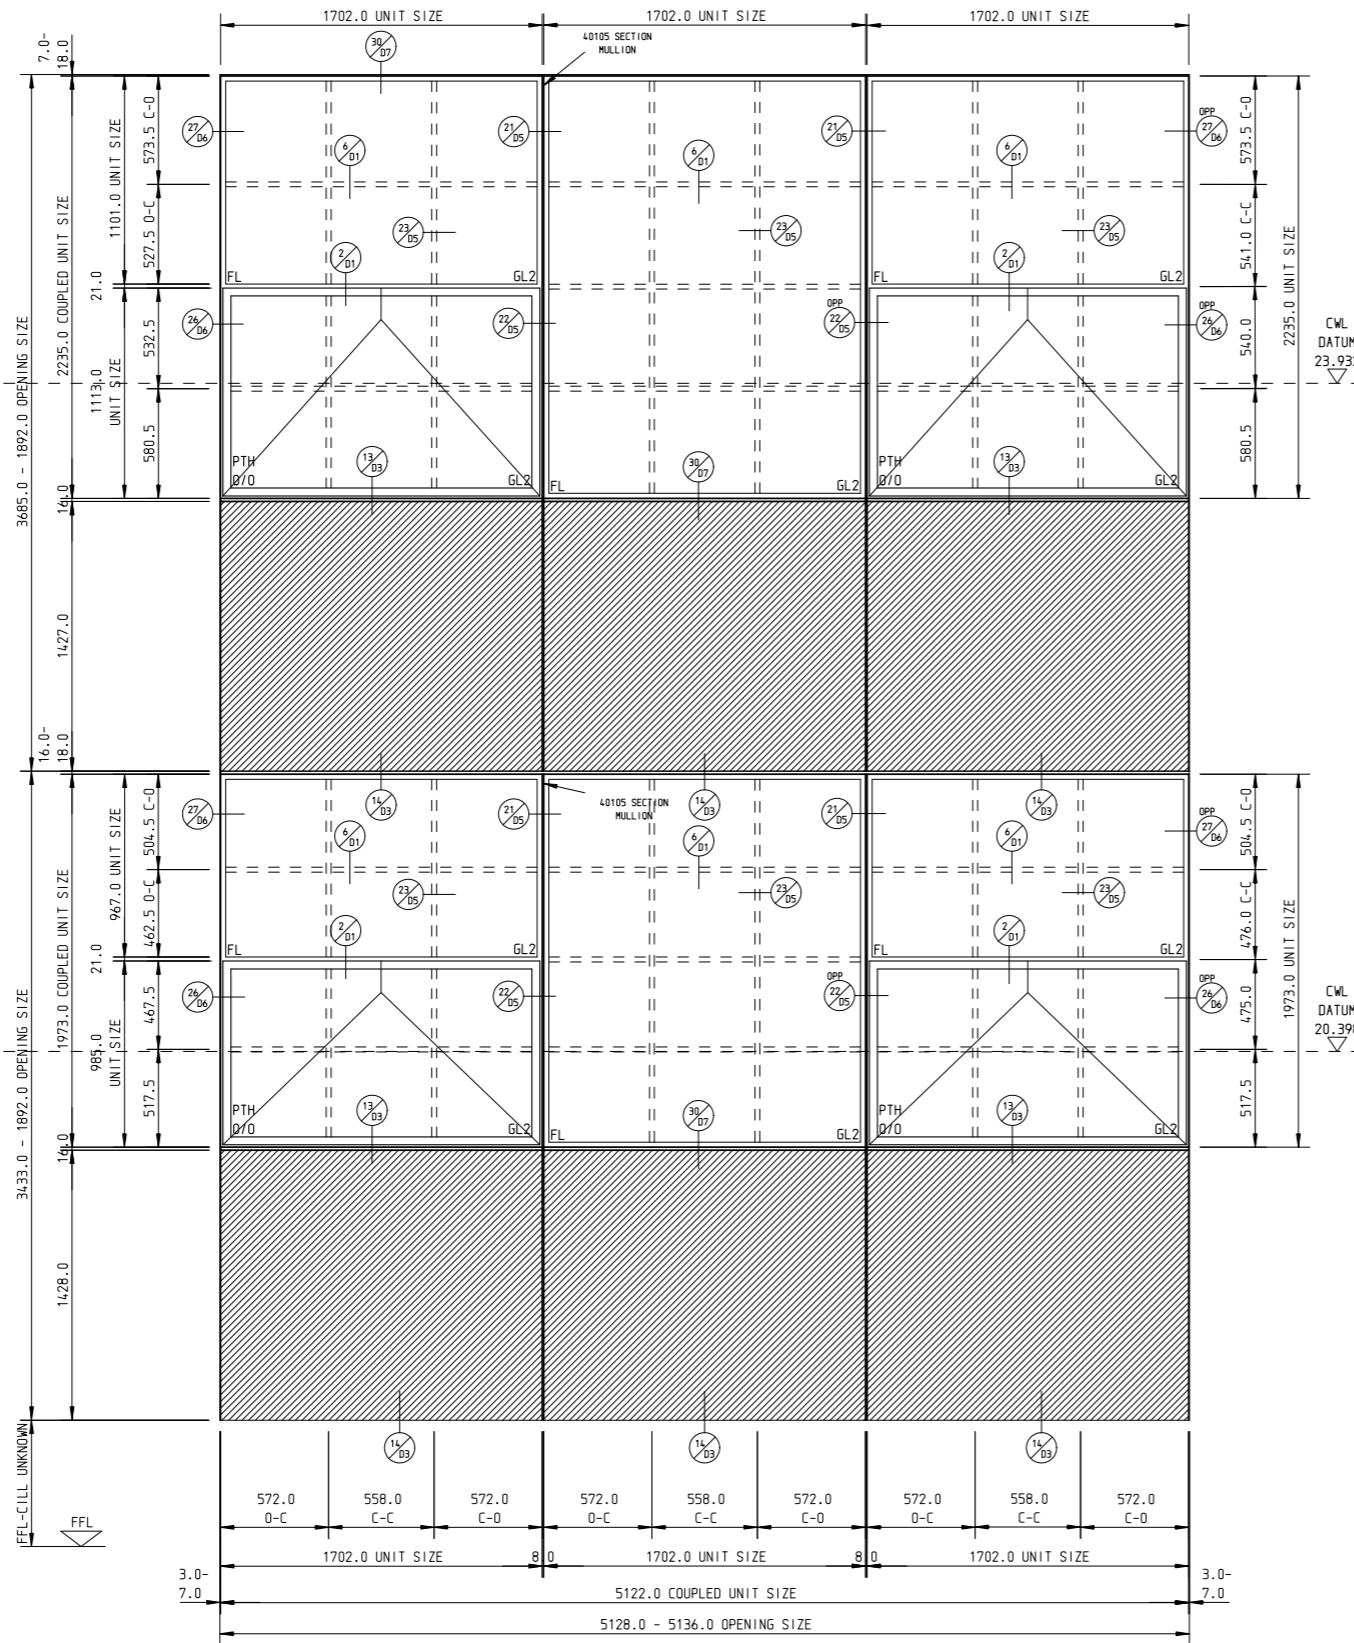 1702.0 UNIT SIZE
1702.0 UNIT SIZE
1702.0 UNIT SIZE
40105 SECTION
MULLION
7.0-
18.0
30
D7
27
D6
6
D1
21
D5
6
D1
21
D5
6
D1
OPP
27
D6
23
D5
23
D5
23
D5
2
D1
2
D1
FL
GL2
FL
GL2
26
D6
22
D5
OPP
22
D5
OPP
26
D6
PTH
O/O
13
D3
GL2
FL
30
D7
GL2
PTH
O/O
13
D3
GL2
3685.0 - 1892.0 OPENING SIZE
2235.0 COUPLED UNIT SIZE
1101.0 UNIT SIZE
573.5 C-O
527.5 O-C
21.0
1113.0
UNIT SIZE
532.5
580.5
16.0
1427.0
16.0-
18.0
573.5 C-O
541.0 C-C
540.0
580.5
2235.0 UNIT SIZE
CWL
DATUM
14
D3
14
D3
14
D3
40105 SECTION
MULLION
27
D6
6
D1
21
D5
6
D1
21
D5
6
D1
OPP
27
D6
23
D5
23
D5
23
D5
2
D1
2
D1
FL
GL2
FL
GL2
26
D6
22
D5
OPP
22
D5
OPP
26
D6
PTH
O/O
13
D3
GL2
FL
30
D7
GL2
PTH
O/O
13
D3
GL2
3433.0 - 1892.0 OPENING SIZE
1973.0 COUPLED UNIT SIZE
967.0 UNIT SIZE
504.5 C-O
462.5 O-C
21.0
985.0
UNIT SIZE
467.5
517.5
16.0
1428.0
504.5 C-O
476.0 C-C
475.0
517.5
1973.0 UNIT SIZE
CWL
DATUM
14
D3
14
D3
14
D3
FFL-CILL UNKNOWN
FFL
572.0
O-C
558.0
C-C
572.0
C-O
572.0
O-C
558.0
C-C
572.0
C-O
572.0
O-C
558.0
C-C
572.0
C-O
1702.0 UNIT SIZE
8.0
1702.0 UNIT SIZE
8.0
1702.0 UNIT SIZE
3.0-
7.0
5122.0 COUPLED UNIT SIZE
3.0-
7.0
5128.0 - 5136.0 OPENING SIZE